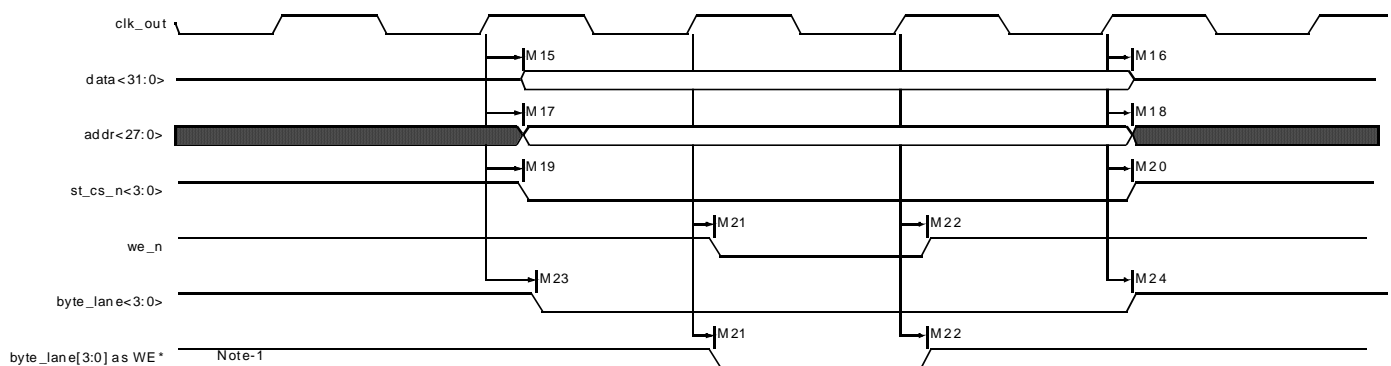 clk_out
M15 M16
data<31:0>
M17 M18
addr<27:0>
M19 M20
st_cs_n<3:0>
M21 M22
we_n
M23 M24
byte_lane<3:0>
M21 M22
byte_lane[3:0] as WE* Note-1